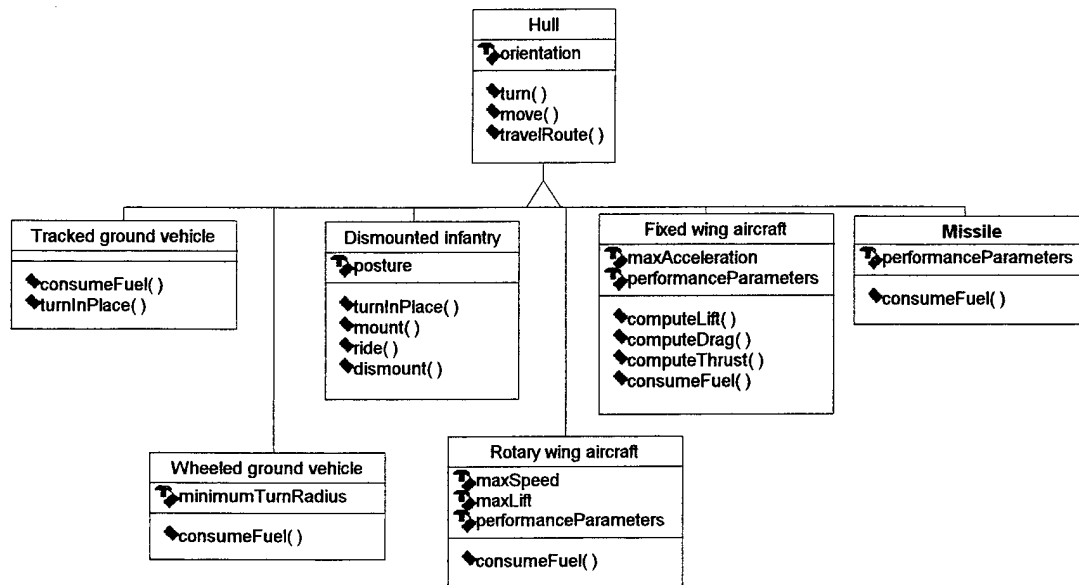 Hull
orientation
turn( )
move( )
travelRoute( )
Tracked ground vehicle
consumeFuel( )
turnInPlace( )
Dismounted infantry
posture
turnInPlace( )
mount( )
ride( )
dismount( )
Fixed wing aircraft
maxAcceleration
performanceParameters
computeLift( )
computeDrag( )
computeThrust( )
consumeFuel( )
Missile
performanceParameters
consumeFuel( )
Wheeled ground vehicle
minimumTurnRadius
consumeFuel( )
Rotary wing aircraft
maxSpeed
maxLift
performanceParameters
consumeFuel( )